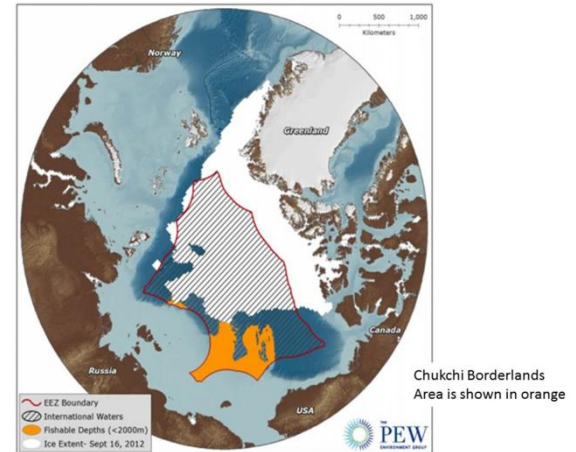 0 500 1,000
Kilometers
Norway
Greenland
Canada
Russia
USA
Chukchi Borderlands
Area is shown in orange
EEZ Boundary
International Waters
Fishable Depths (<2000m)
Ice Extent- Sept 16, 2012
THE
PEW
ENVIRONMENT GROUP